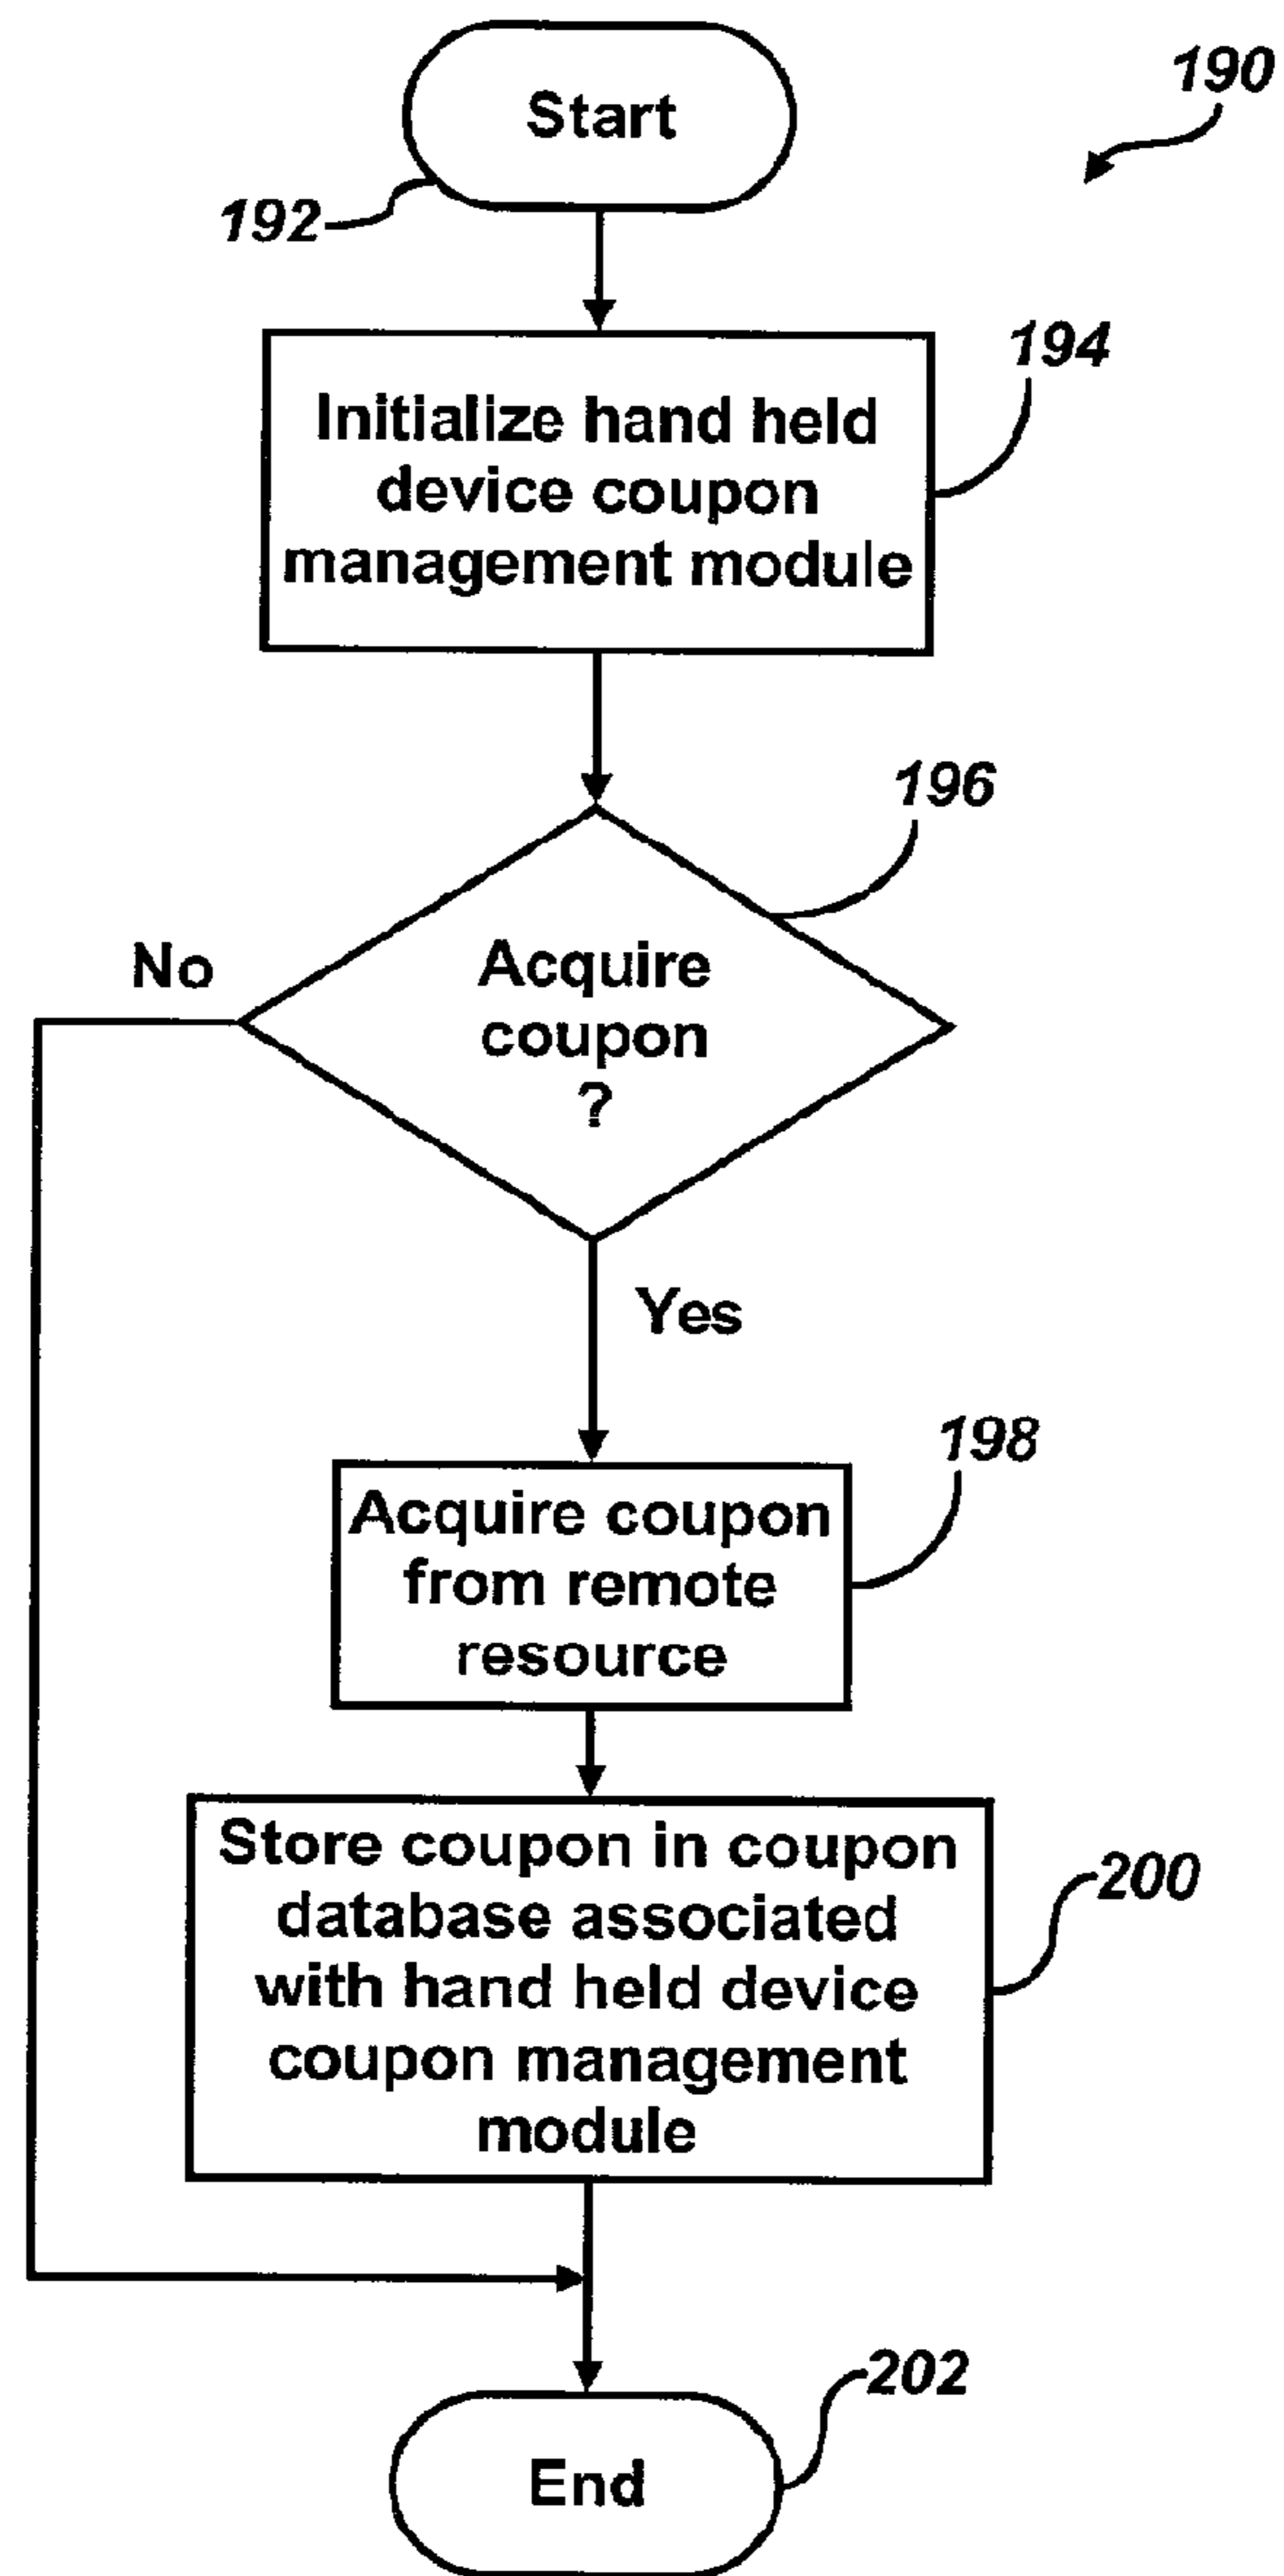 Start
190
192
Initialize hand held
device coupon
management module
194
196
No
Acquire
coupon
?
Yes
198
Acquire coupon
from remote
resource
Store coupon in coupon
database associated
with hand held device
coupon management
module
200
202
End